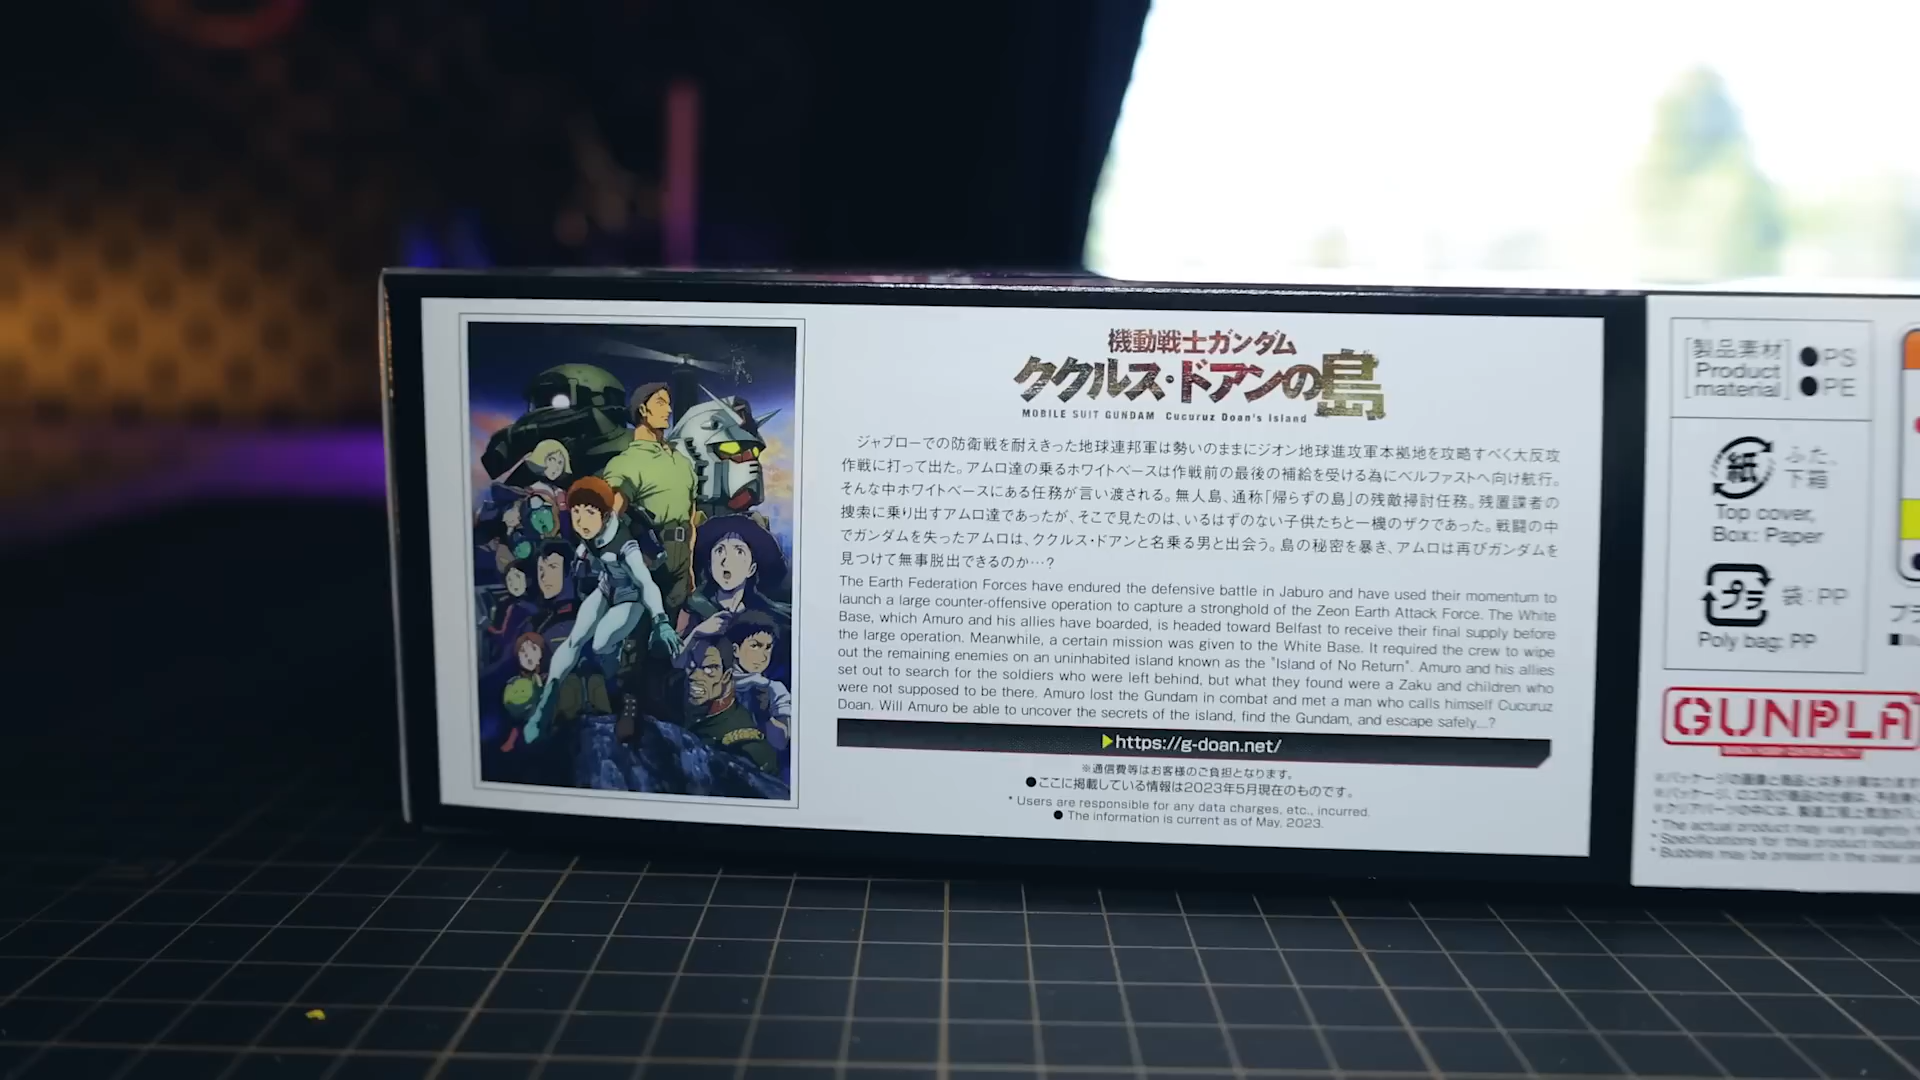 機動戦士ガンダム
ククルス・ドアンの島
MOBILE SUIT GUNDAM Cucuruz Doan's Island
ジャブローでの防衛戦を耐えきった地球連邦軍は勢いのままにジオン地球進攻軍本拠地を攻略すべく大反攻
作戦に打って出た。アムロ達の乗るホワイトベースは作戦前の最後の補給を受ける為にベルファストへ向け航行。
そんな中ホワイトベースにある任務が言い渡される。無人島、通称「帰らずの島」の残敵掃討任務。残置諜者の
捜索に乗り出すアムロ達であったが、そこで見たのは、いるはずのない子供たちと一機のザクであった。戦闘の中
でガンダムを失ったアムロは、ククルス・ドアンと名乗る男と出会う。島の秘密を暴き、アムロは再びガンダムを
見つけて無事脱出できるのか…?
The Earth Federation Forces have endured the defensive battle in Jaburo and have used their momentum to
launch a large counter-offensive operation to capture a stronghold of the Zeon Earth Attack Force. The White
Base, which Amuro and his allies have boarded, is headed toward Belfast to receive their final supply before
the large operation. Meanwhile, a certain mission was given to the White Base. It required the crew to wipe
out the remaining enemies on an uninhabited island known as the "Island of No Return". Amuro and his allies
set out to search for the soldiers who were left behind, but what they found were a Zaku and children who
were not supposed to be there. Amuro lost the Gundam in combat and met a man who calls himself Cucuruz
Doan. Will Amuro be able to uncover the secrets of the island, find the Gundam, and escape safely...?
https://g-doan.net/
※通信費等はお客様のご負担となります。
●ここに掲載している情報は2023年5月現在のものです。
* Users are responsible for any data charges, etc., incurred.
● The information is current as of May, 2023.
製品素材
Product
material
●PS
●PE
紙
ふた、
下箱
Top cover,
Box: Paper
プラ
袋:PP
Poly bag: PP
GUNPLA
* The actual product may vary slightly
* Specifications for this product
* Bubbles may be present in the clear